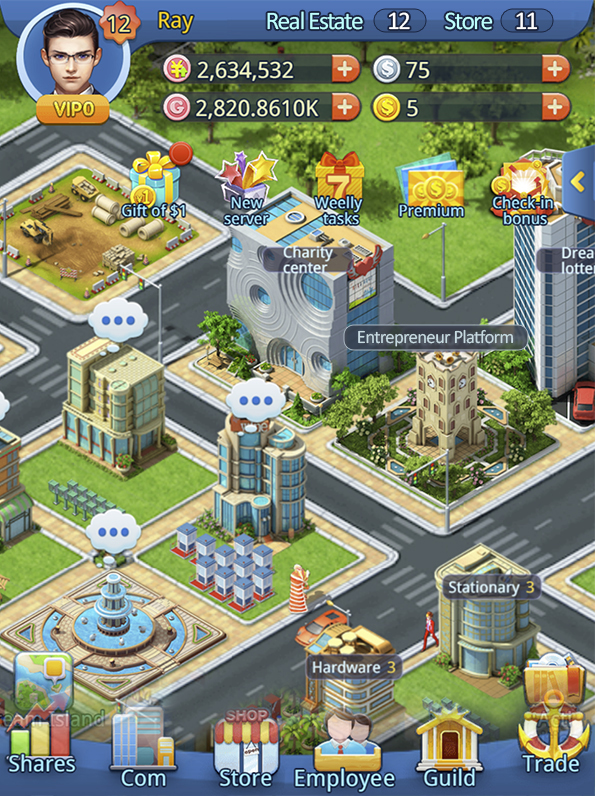 12
Ray
Real Estate 12
Store 11
VIP0
2,634,532
75
2,820.8610K
5
Gift of $1
New
server
7
Weelly
tasks
Premium
Check-in
bonus
Charity
center
Entrepreneur Platform
Stationary 3
Hardware 3
SHOP
Shares
Com
Store
Employee
Guild
Trade